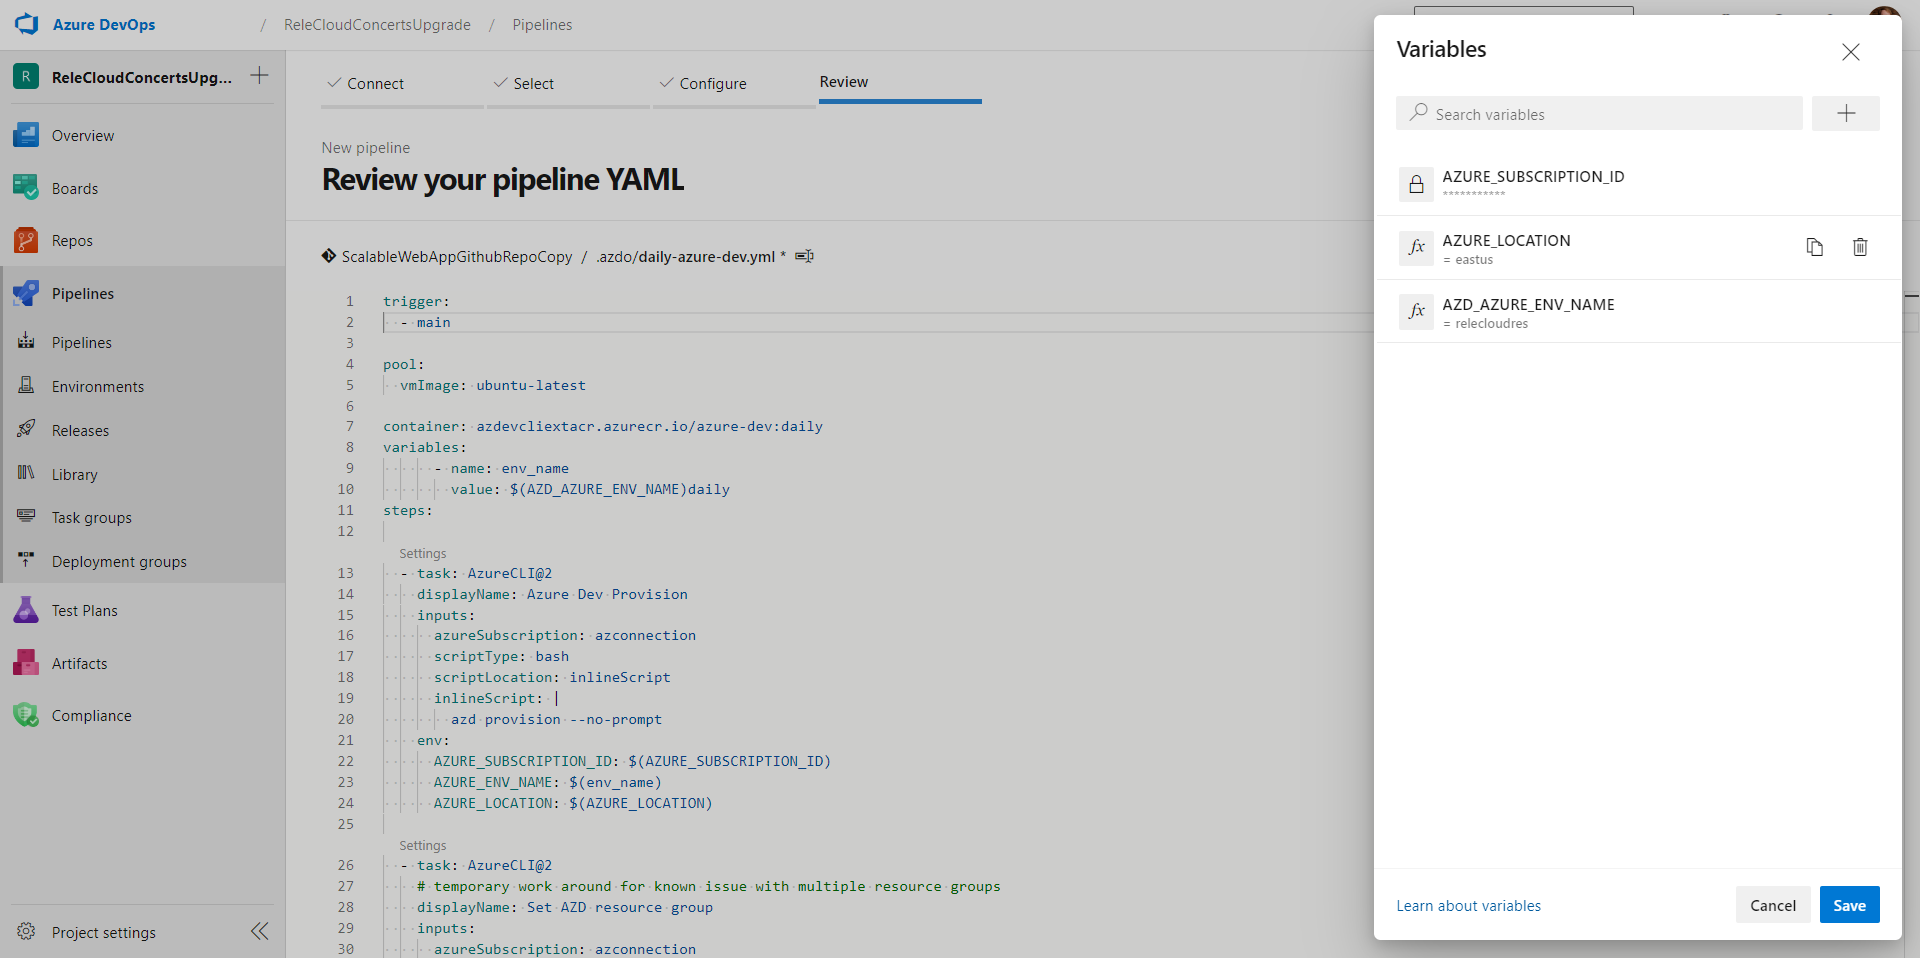 Azure DevOps / ReleCloudConcertsUpgrade / Pipelines
R ReleCloudConcertsUpg...
Overview
Boards
Repos
Pipelines
Pipelines
Environments
Releases
Library
Task groups
Deployment groups
Test Plans
Artifacts
Compliance
Project settings
Connect
Select
Configure
Review
New pipeline
Review your pipeline YAML
ScalableWebAppGithubRepoCopy / .azdo/daily-azure-dev.yml *
1 trigger:
2 - main
3
4 pool:
5 vmImage: ubuntu-latest
6
7 container: azdevcliextacr.azurecr.io/azure-dev:daily
8 variables:
9 - name: env_name
10 value: $(AZD_AZURE_ENV_NAME)daily
11 steps:
12
Settings
13 - task: AzureCLI@2
14 displayName: Azure Dev Provision
15 inputs:
16 azureSubscription: azconnection
17 scriptType: bash
18 scriptLocation: inlineScript
19 inlineScript: |
20 azd provision --no-prompt
21 env:
22 AZURE_SUBSCRIPTION_ID: $(AZURE_SUBSCRIPTION_ID)
23 AZURE_ENV_NAME: $(env_name)
24 AZURE_LOCATION: $(AZURE_LOCATION)
25
Settings
26 - task: AzureCLI@2
27 # temporary work around for known issue with multiple resource groups
28 displayName: Set AZD resource group
29 inputs:
30 azureSubscription: azconnection
Variables
Search variables
AZURE_SUBSCRIPTION_ID
***********
fx AZURE_LOCATION
= eastus
fx AZD_AZURE_ENV_NAME
= relecloudres
Learn about variables
Cancel
Save